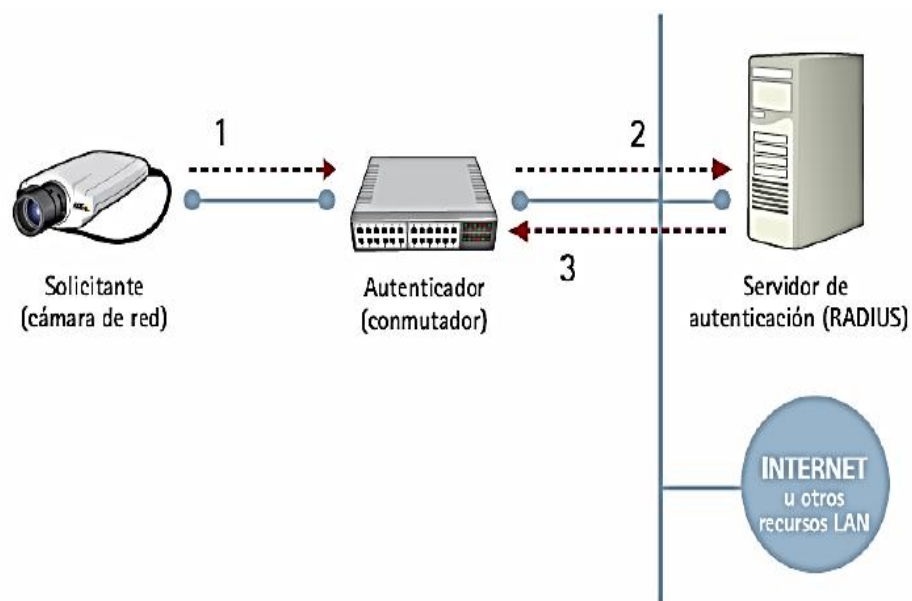 1
2
3
Solicitante
(cámara de red)
Autenticador
(conmutador)
Servidor de
autenticación (RADIUS)
INTERNET
u otros
recursos LAN